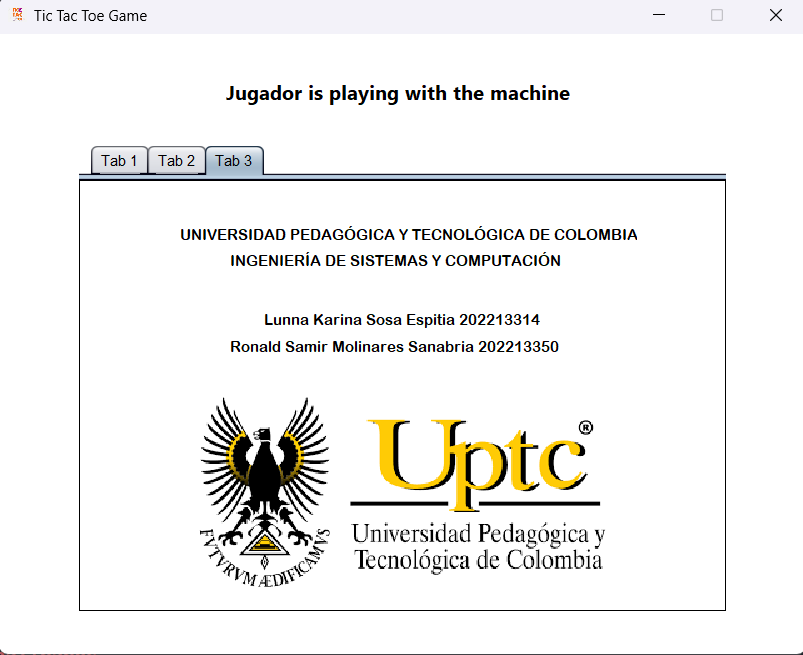 Tic Tac Toe Game
Jugador is playing with the machine
Tab 1 Tab 2 Tab 3
UNIVERSIDAD PEDAGÓGICA Y TECNOLÓGICA DE COLOMBIA
INGENIERÍA DE SISTEMAS Y COMPUTACIÓN
Lunna Karina Sosa Espitia 202213314
Ronald Samir Molinares Sanabria 202213350
Uptc®
Universidad Pedagógica y
Tecnológica de Colombia
FVTVRVM ÆDIFICAMVS